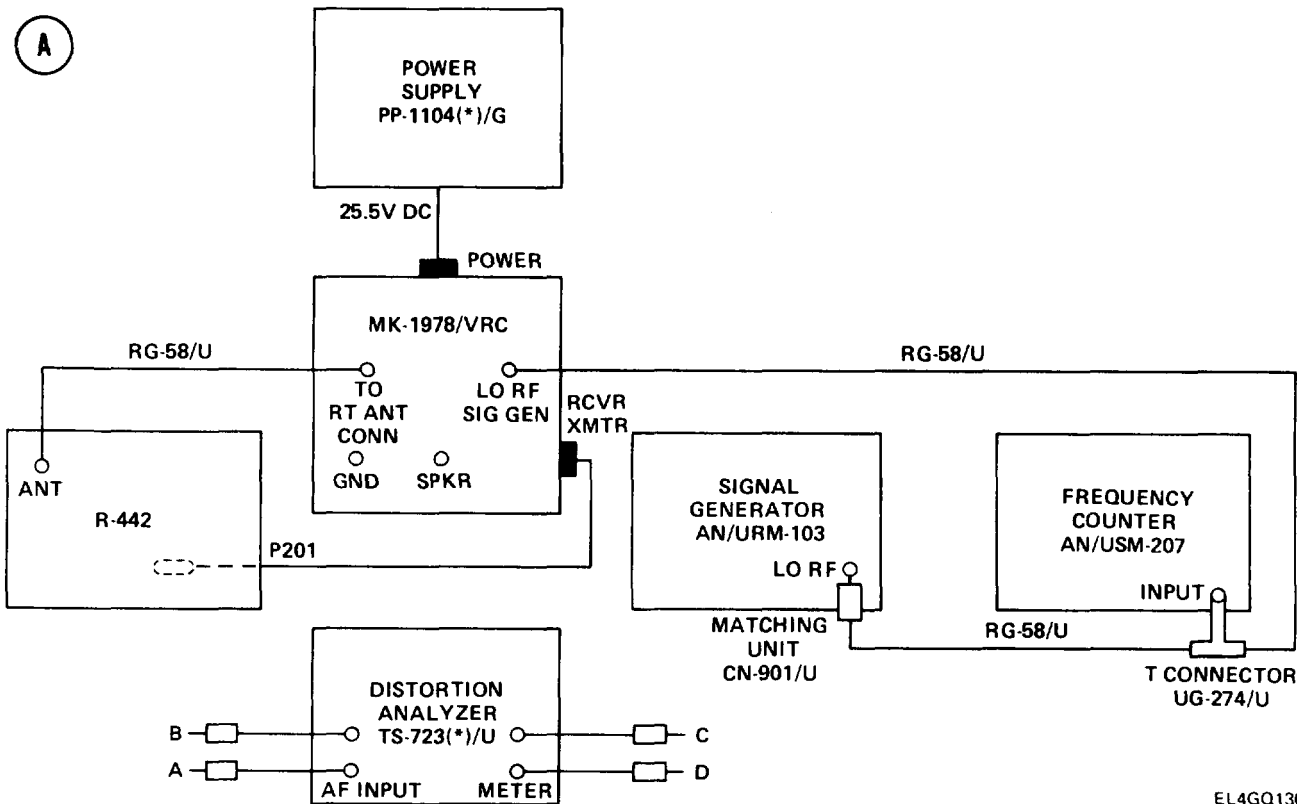 A
POWER
SUPPLY
PP-1104(*)/G
25.5V DC
POWER
MK-1978/VRC
RG-58/U
RG-58/U
TO
RT ANT
CONN
LO RF
SIG GEN
RCVR
XMTR
GND
SPKR
ANT
R-442
P201
SIGNAL
GENERATOR
AN/URM-103
LO RF
FREQUENCY
COUNTER
AN/USM-207
INPUT
MATCHING
UNIT
CN-901/U
RG-58/U
T CONNECTOR
UG-274/U
DISTORTION
ANALYZER
TS-723(*)/U
B
A
AF INPUT
METER
C
D